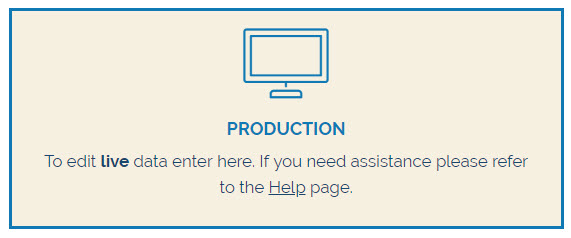 PRODUCTION
To edit live data enter here. If you need assistance please refer
to the Help page.